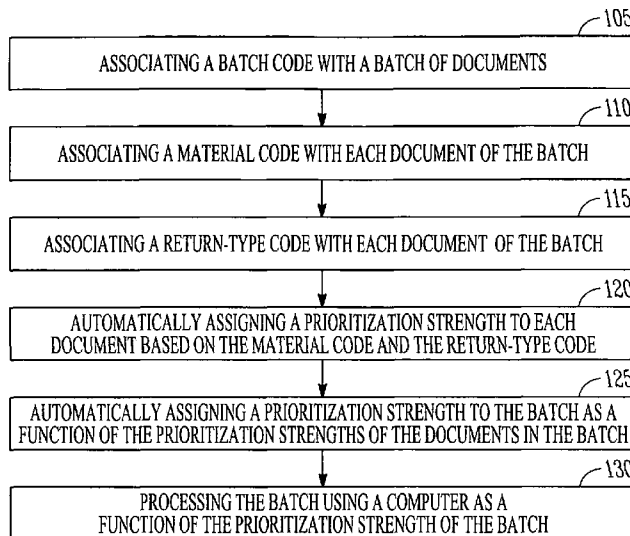 105
ASSOCIATING A BATCH CODE WITH A BATCH OF DOCUMENTS
110
ASSOCIATING A MATERIAL CODE WITH EACH DOCUMENT OF THE BATCH
115
ASSOCIATING A RETURN-TYPE CODE WITH EACH DOCUMENT OF THE BATCH
120
AUTOMATICALLY ASSIGNING A PRIORITIZATION STRENGTH TO EACH
DOCUMENT BASED ON THE MATERIAL CODE AND THE RETURN-TYPE CODE
125
AUTOMATICALLY ASSIGNING A PRIORITIZATION STRENGTH TO THE BATCH AS A
FUNCTION OF THE PRIORITIZATION STRENGTHS OF THE DOCUMENTS IN THE BATCH
130
PROCESSING THE BATCH USING A COMPUTER AS A
FUNCTION OF THE PRIORITIZATION STRENGTH OF THE BATCH